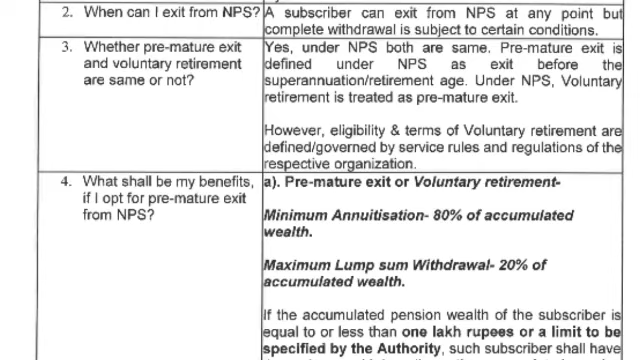 2. When can I exit from NPS?
A subscriber can exit from NPS at any point but
complete withdrawal is subject to certain conditions.
3. Whether pre-mature exit
and voluntary retirement
are same or not?
Yes, under NPS both are same. Pre-mature exit is
defined under NPS as exit before the
superannuation/retirement age. Under NPS, Voluntary
retirement is treated as pre-mature exit.
However, eligibility & terms of Voluntary retirement are
defined/governed by service rules and regulations of the
respective organization.
4. What shall be my benefits,
if I opt for pre-mature exit
from NPS?
a). Pre-mature exit or Voluntary retirement-
Minimum Annuitisation- 80% of accumulated
wealth.
Maximum Lump sum Withdrawal- 20% of
accumulated wealth.
If the accumulated pension wealth of the subscriber is
equal to or less than one lakh rupees or a limit to be
specified by the Authority, such subscriber shall have